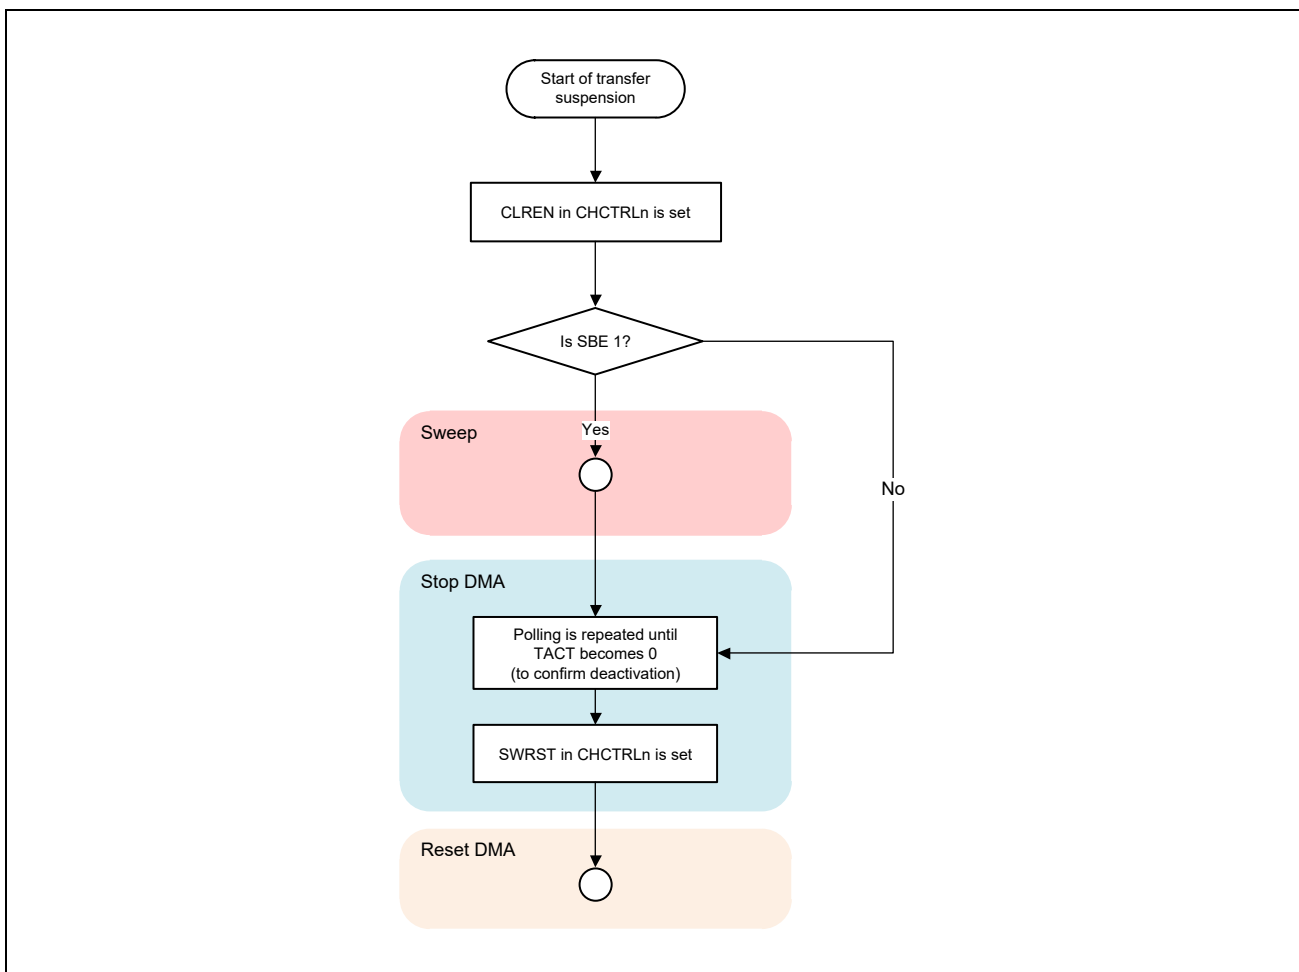 Start of transfer
suspension
CLREN in CHCTRLn is set
Is SBE 1?
Sweep
Yes
No
Stop DMA
Polling is repeated until
TACT becomes 0
(to confirm deactivation)
SWRST in CHCTRLn is set
Reset DMA